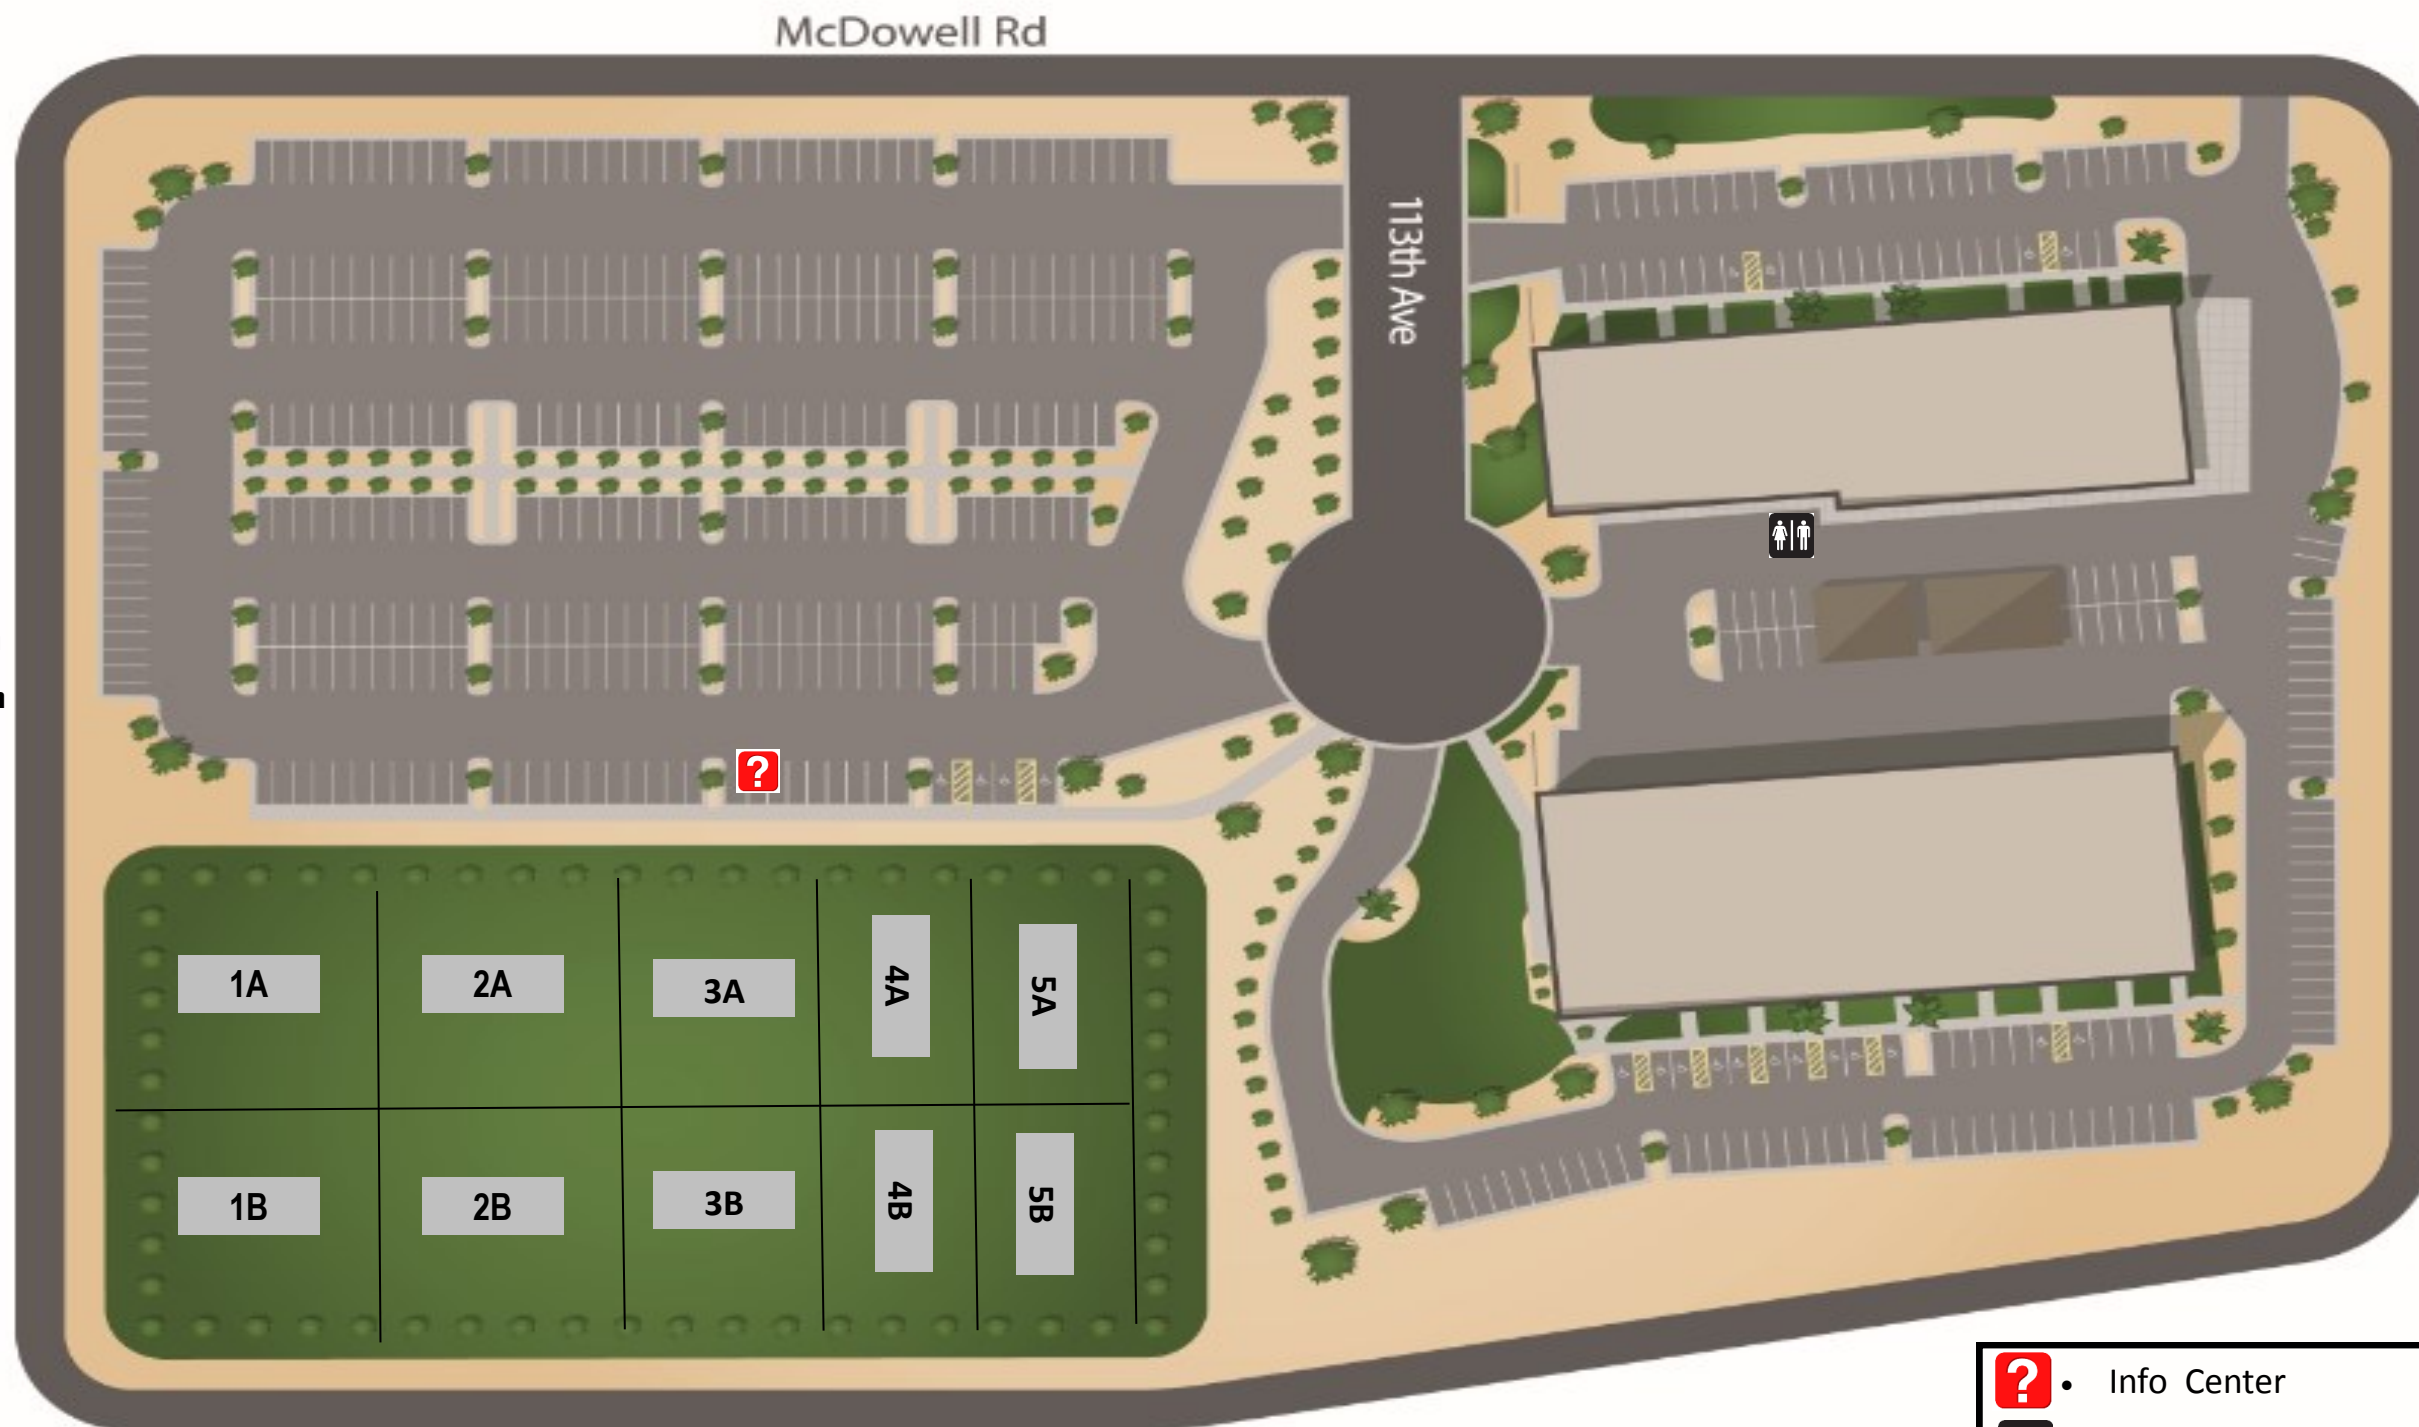 McDowell Rd
113th Ave
?
1A 2A 3A 4A 5A
1B 2B 3B 4B 5B
? • Info Center